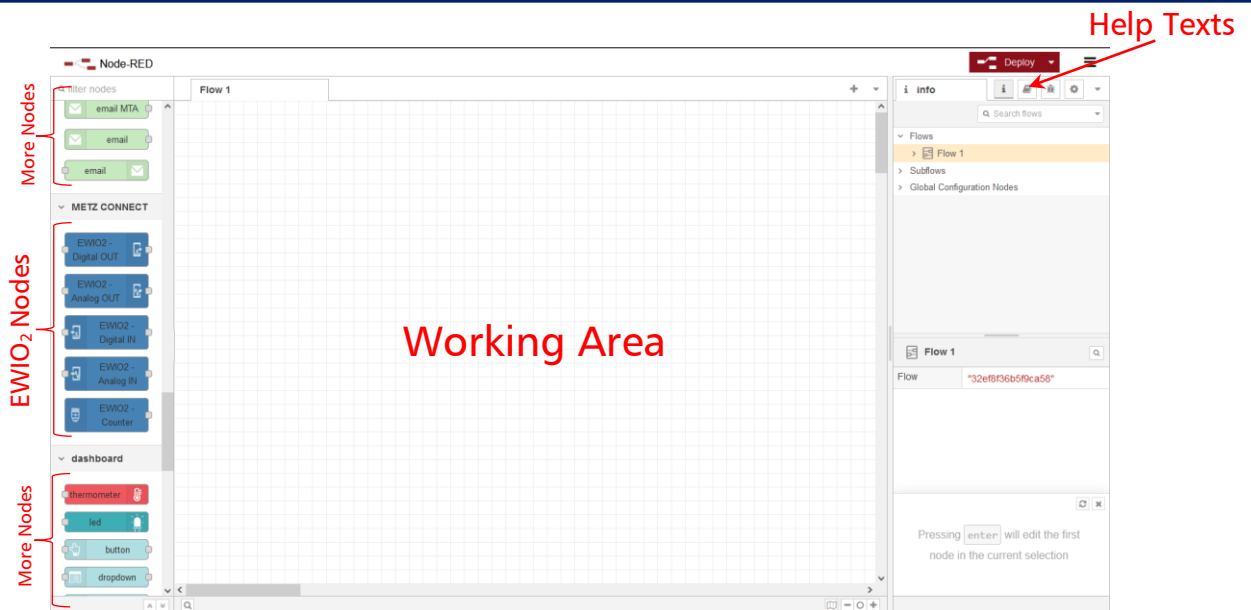 Help Texts
Node-RED
Deploy
filter nodes
Flow 1
i info
i
Search flows
More Nodes
email MTA
email
email
Flows
Flow 1
Subflows
Global Configuration Nodes
METZ CONNECT
EWIO₂ Nodes
EWIO2 -
Digital OUT
EWIO2 -
Analog OUT
EWIO2 -
Digital IN
EWIO2 -
Analog IN
EWIO2 -
Counter
Working Area
Flow 1
Flow "32ef8f36b5f9ca58"
dashboard
More Nodes
thermometer
led
button
dropdown
Pressing enter will edit the first
node in the current selection